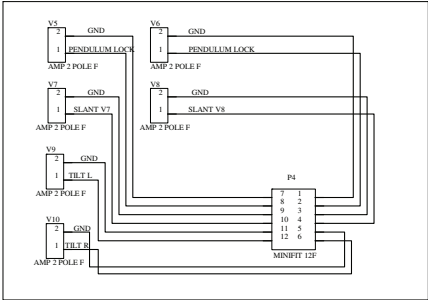 V5
2 GND
1 PENDULUM LOCK
AMP 2 POLE F
V6
2 GND
1 PENDULUM LOCK
AMP 2 POLE F
V7
2 GND
1 SLANT V7
AMP 2 POLE F
V8
2 GND
1 SLANT V8
AMP 2 POLE F
V9
2 GND
1 TILT L
AMP 2 POLE F
V10
2 GND
1 TILT R
AMP 2 POLE F
P4
7 1
8 2
9 3
10 4
11 5
12 6
MINIFIT 12F